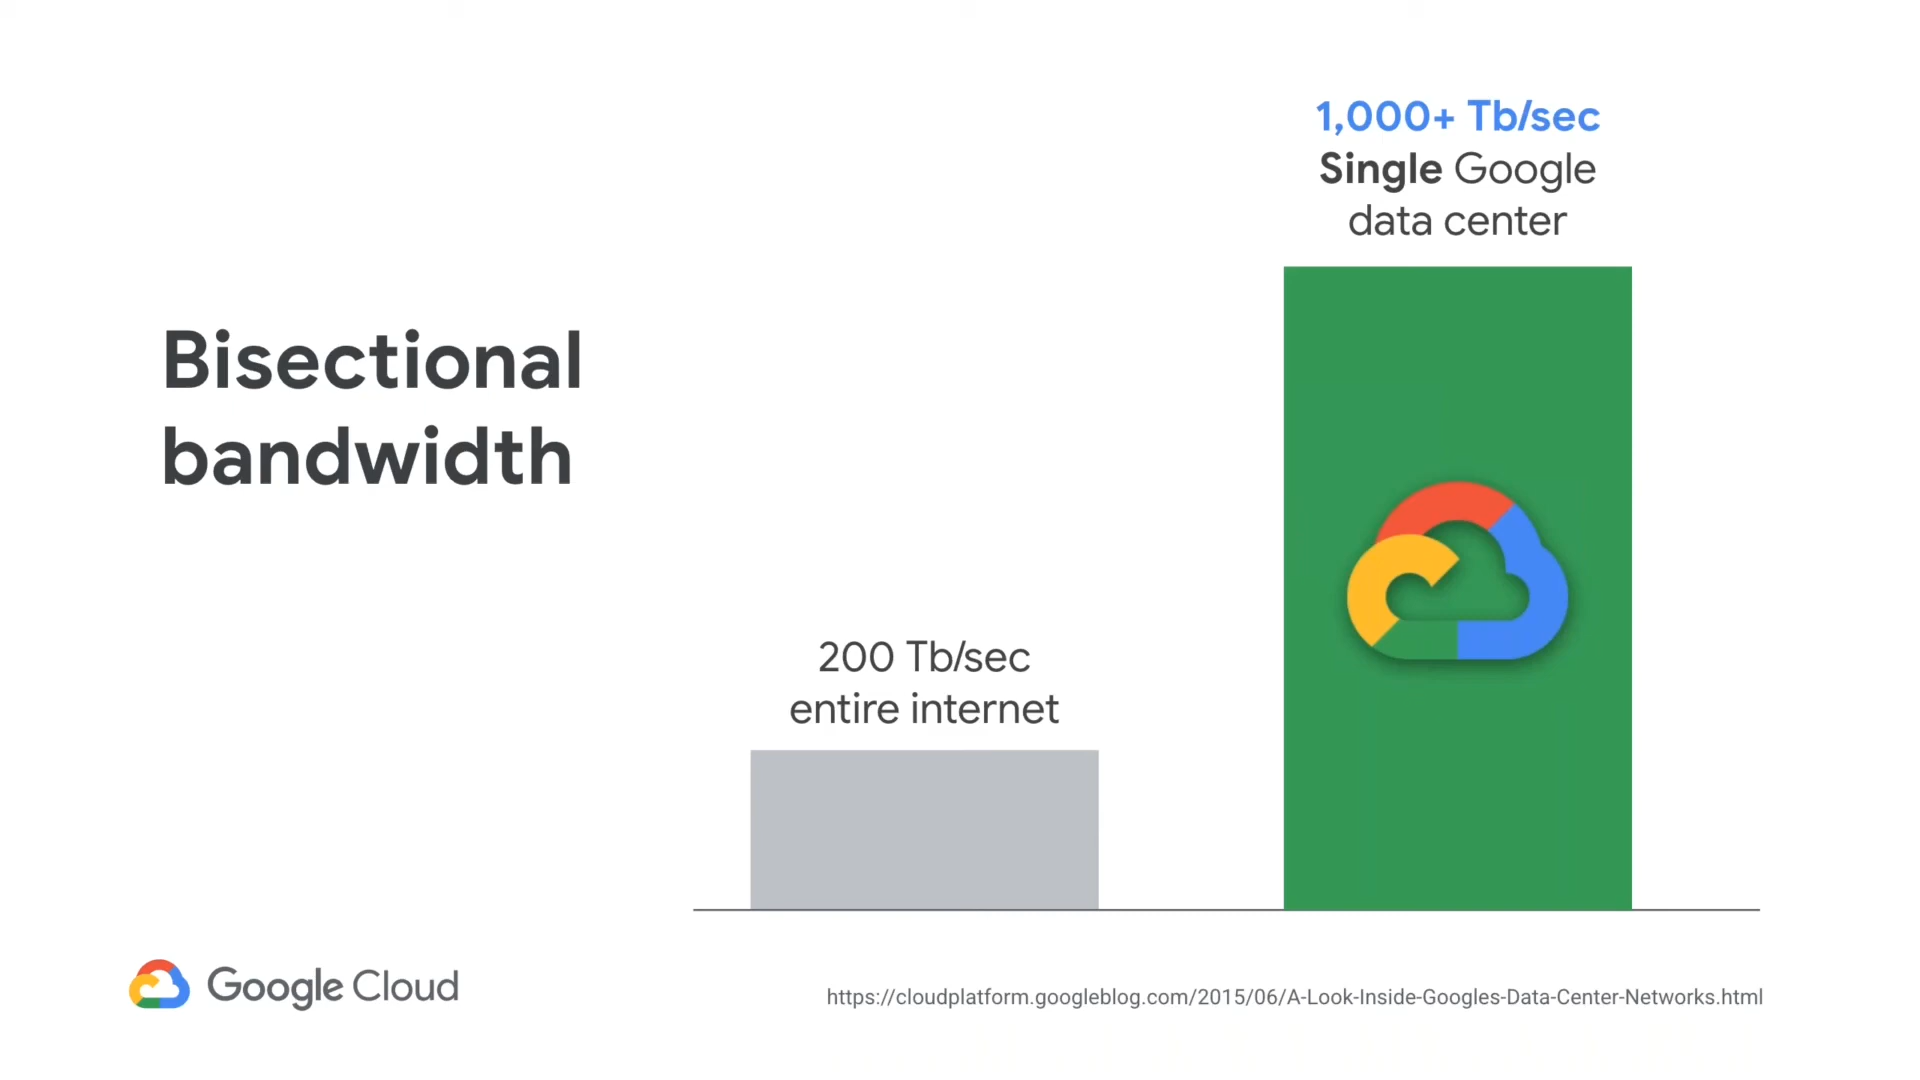 Bisectional
bandwidth
1,000+ Tb/sec
Single Google
data center
200 Tb/sec
entire internet
Google Cloud
https://cloudplatform.googleblog.com/2015/06/A-Look-Inside-Googles-Data-Center-Networks.html